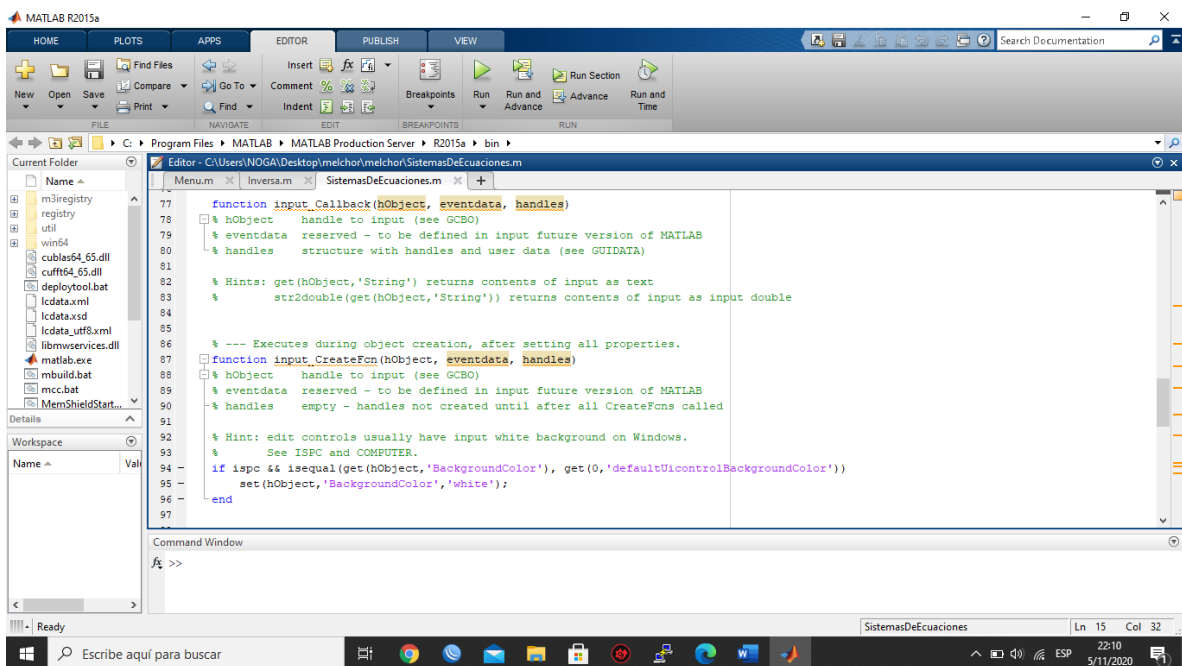 MATLAB R2015a
HOME PLOTS APPS EDITOR PUBLISH VIEW Search Documentation
New Open Save Find Files Compare Print
FILE
Go To Find
NAVIGATE
Insert fx
Comment %
Indent
EDIT
Breakpoints
BREAKPOINTS
Run Run and Advance Run Section Advance Run and Time
RUN
C: Program Files MATLAB MATLAB Production Server R2015a bin
Current Folder
Name
m3iregistry
registry
util
win64
cublas64_65.dll
cufft64_65.dll
deploytool.bat
lcdata.xml
lcdata.xsd
lcdata_utf8.xml
libmwservices.dll
matlab.exe
mbuild.bat
mcc.bat
MemShieldStart...
Details
Workspace
Name Valu
Editor - C:\Users\NOGA\Desktop\melchor\melchor\SistemasDeEcuaciones.m
Menu.m Inversa.m SistemasDeEcuaciones.m +
77 function input_Callback(hObject, eventdata, handles)
78 % hObject    handle to input (see GCBO)
79 % eventdata  reserved - to be defined in input future version of MATLAB
80 % handles    structure with handles and user data (see GUIDATA)
81
82 % Hints: get(hObject,'String') returns contents of input as text
83 %        str2double(get(hObject,'String')) returns contents of input as input double
84
85
86 % --- Executes during object creation, after setting all properties.
87 function input_CreateFcn(hObject, eventdata, handles)
88 % hObject    handle to input (see GCBO)
89 % eventdata  reserved - to be defined in input future version of MATLAB
90 % handles    empty - handles not created until after all CreateFcns called
91
92 % Hint: edit controls usually have input white background on Windows.
93 %       See ISPC and COMPUTER.
94 - if ispc && isequal(get(hObject,'BackgroundColor'), get(0,'defaultUicontrolBackgroundColor'))
95 -     set(hObject,'BackgroundColor','white');
96 - end
97
Command Window
fx >>
Ready SistemasDeEcuaciones Ln 15 Col 32
Escribe aquí para buscar ESP 22:10
5/11/2020